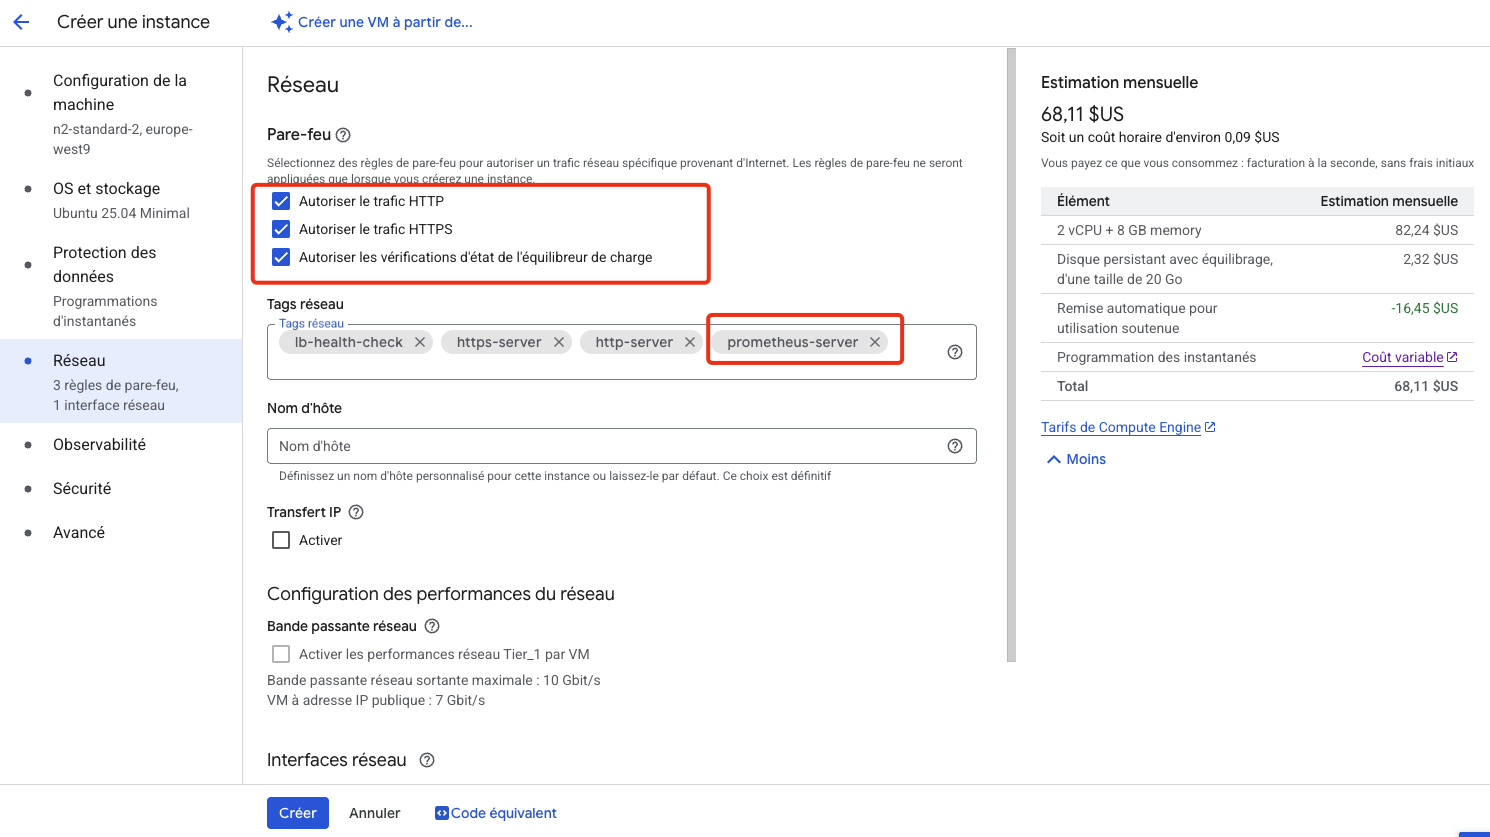 Créer une instance
Créer une VM à partir de...
Configuration de la
machine
n2-standard-2, europe-
west9
OS et stockage
Ubuntu 25.04 Minimal
Protection des
données
Programmations
d'instantanés
Réseau
3 règles de pare-feu,
1 interface réseau
Observabilité
Sécurité
Avancé
Réseau
Pare-feu
Sélectionnez des règles de pare-feu pour autoriser un trafic réseau spécifique provenant d'Internet. Les règles de pare-feu ne seront
appliquées que lorsque vous créerez une instance.
Autoriser le trafic HTTP
Autoriser le trafic HTTPS
Autoriser les vérifications d'état de l'équilibreur de charge
Tags réseau
Tags réseau
lb-health-check https-server http-server prometheus-server
Nom d'hôte
Nom d'hôte
Définissez un nom d'hôte personnalisé pour cette instance ou laissez-le par défaut. Ce choix est définitif
Transfert IP
Activer
Configuration des performances du réseau
Bande passante réseau
Activer les performances réseau Tier_1 par VM
Bande passante réseau sortante maximale : 10 Gbit/s
VM à adresse IP publique : 7 Gbit/s
Interfaces réseau
Créer Annuler Code équivalent
Estimation mensuelle
68,11 $US
Soit un coût horaire d'environ 0,09 $US
Vous payez ce que vous consommez : facturation à la seconde, sans frais initiaux
Élément Estimation mensuelle
2 vCPU + 8 GB memory 82,24 $US
Disque persistant avec équilibrage, 2,32 $US
d'une taille de 20 Go
Remise automatique pour -16,45 $US
utilisation soutenue
Programmation des instantanés Coût variable
Total 68,11 $US
Tarifs de Compute Engine
Moins